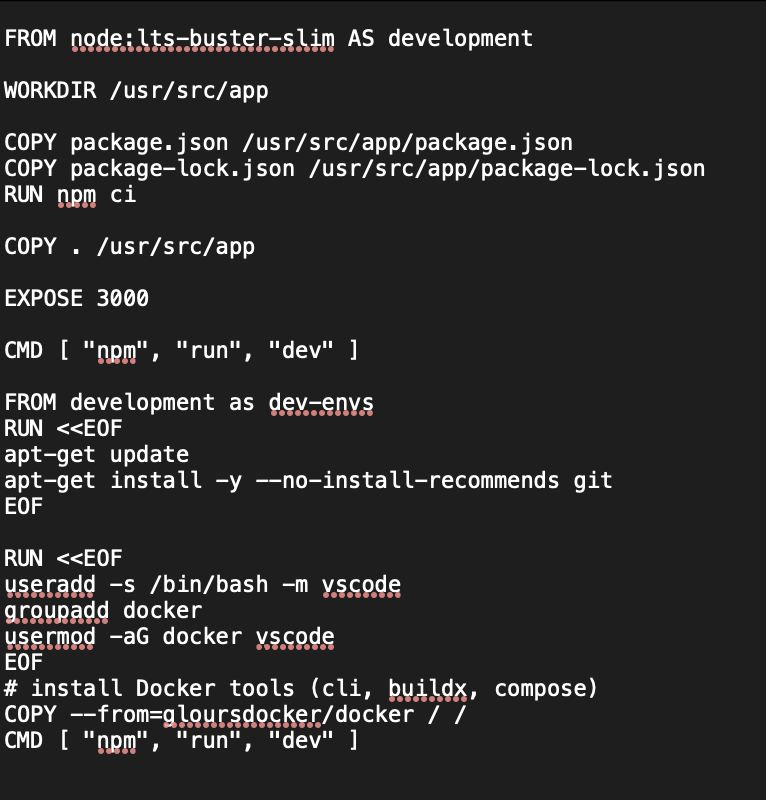 FROM node:lts-buster-slim AS development
WORKDIR /usr/src/app
COPY package.json /usr/src/app/package.json
COPY package-lock.json /usr/src/app/package-lock.json
RUN npm ci
COPY . /usr/src/app
EXPOSE 3000
CMD [ "npm", "run", "dev" ]
FROM development as dev-envs
RUN <<EOF
apt-get update
apt-get install -y --no-install-recommends git
EOF
RUN <<EOF
useradd -s /bin/bash -m vscode
groupadd docker
usermod -aG docker vscode
EOF
# install Docker tools (cli, buildx, compose)
COPY --from=gloursdocker/docker / /
CMD [ "npm", "run", "dev" ]